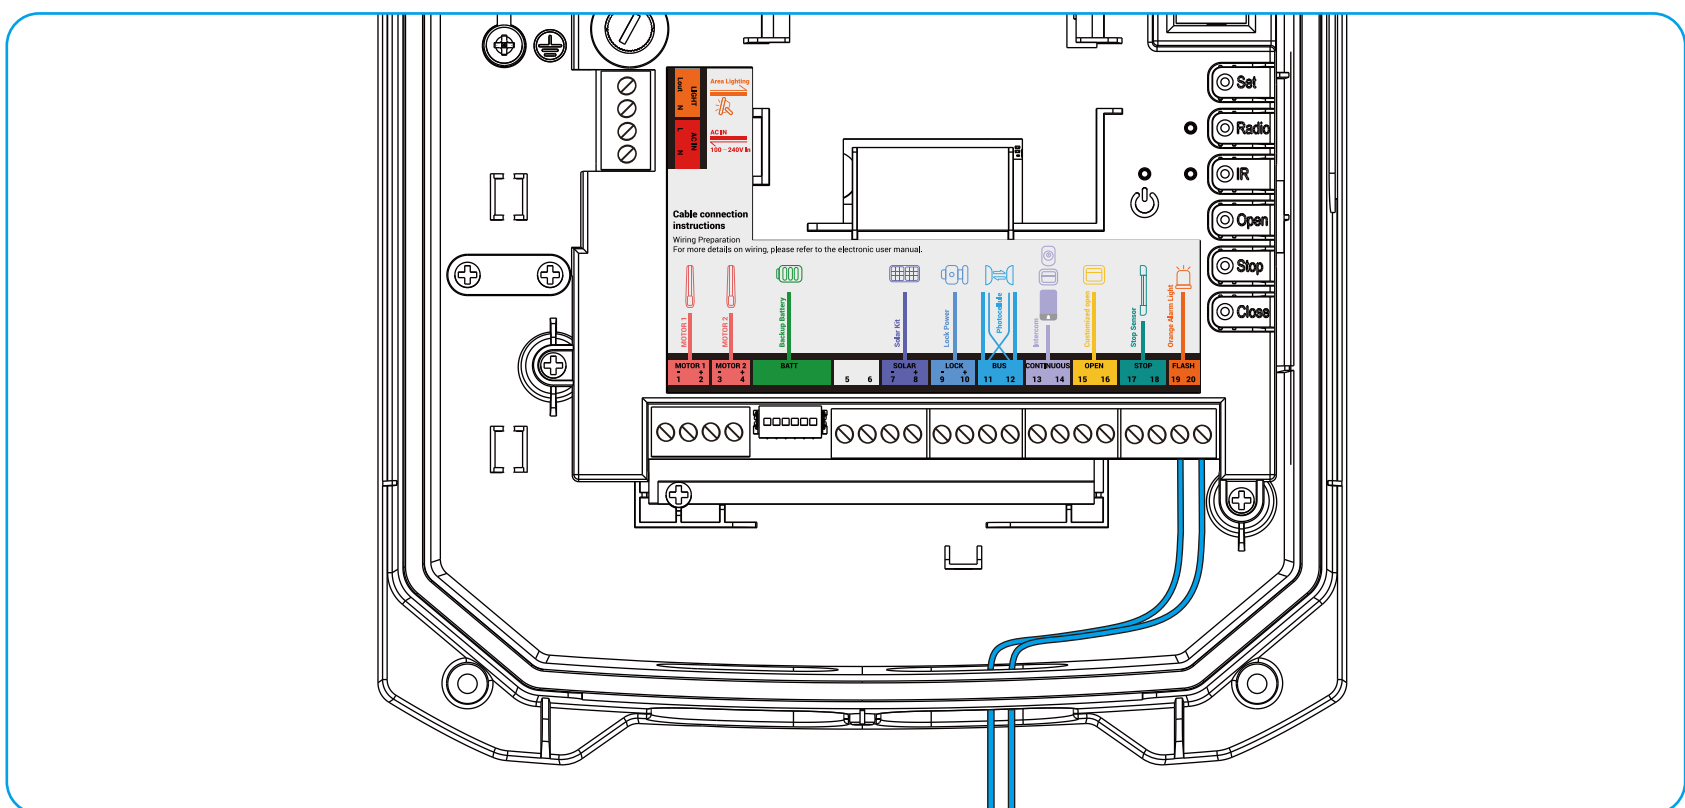 Set
Radio
IR
Open
Stop
Close
LIGHT
Lout N
Area Lighting
AC IN
L N
AC IN
100 - 240V In
Cable connection
instructions
Wiring Preparation
For more details on wiring, please refer to the electronic user manual.
MOTOR 1
MOTOR 2
Backup Battery
Solar Kit
Lock Power
Photocellule
Intercom
Customized open
Stop Sensor
Orange Alarm Light
MOTOR 1 MOTOR 2 BATT SOLAR LOCK BUS CONTINUOUS OPEN STOP FLASH
- + - + - + - +
1 2 3 4 5 6 7 8 9 10 11 12 13 14 15 16 17 18 19 20